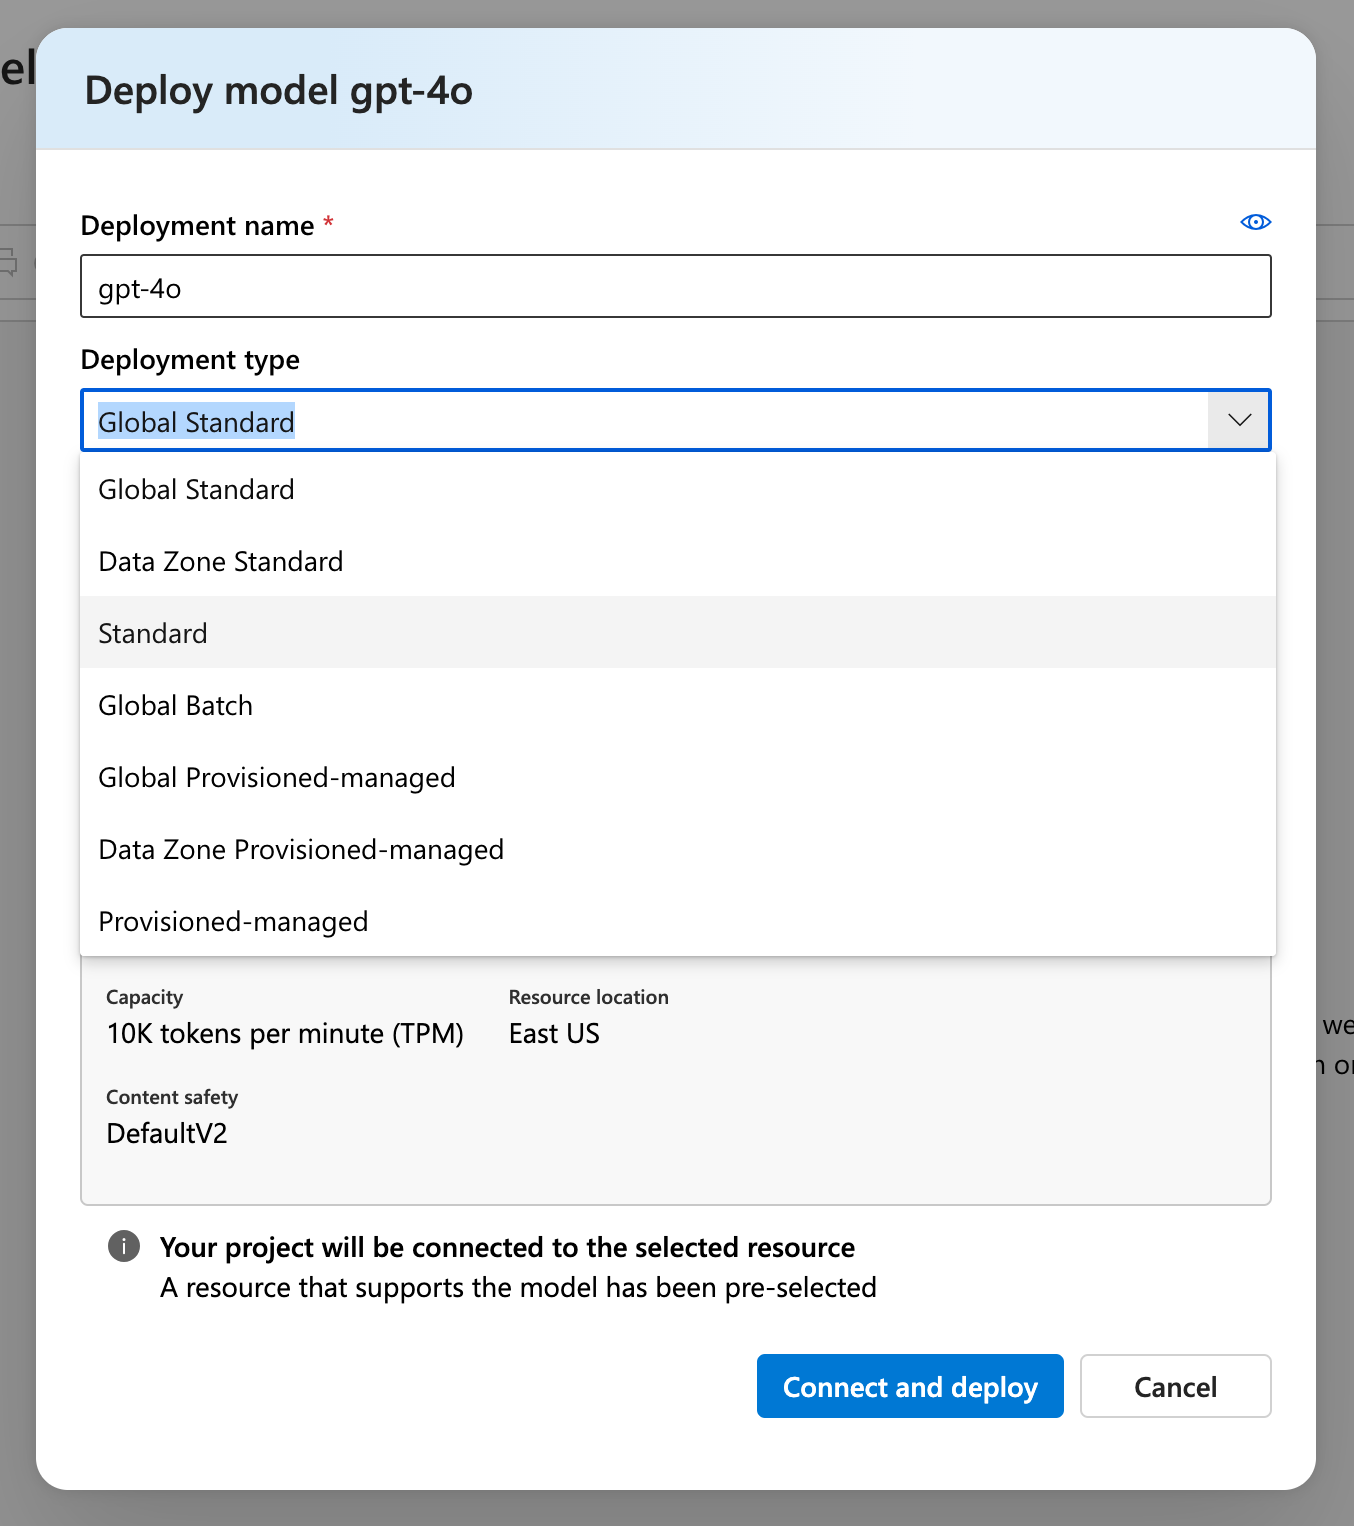 el
Deploy model gpt-4o
Deployment name *
gpt-4o
Deployment type
Global Standard
Global Standard
Data Zone Standard
Standard
Global Batch
Global Provisioned-managed
Data Zone Provisioned-managed
Provisioned-managed
Capacity
Resource location
10K tokens per minute (TPM)
East US
Content safety
DefaultV2
we
Your project will be connected to the selected resource
A resource that supports the model has been pre-selected
Connect and deploy
Cancel